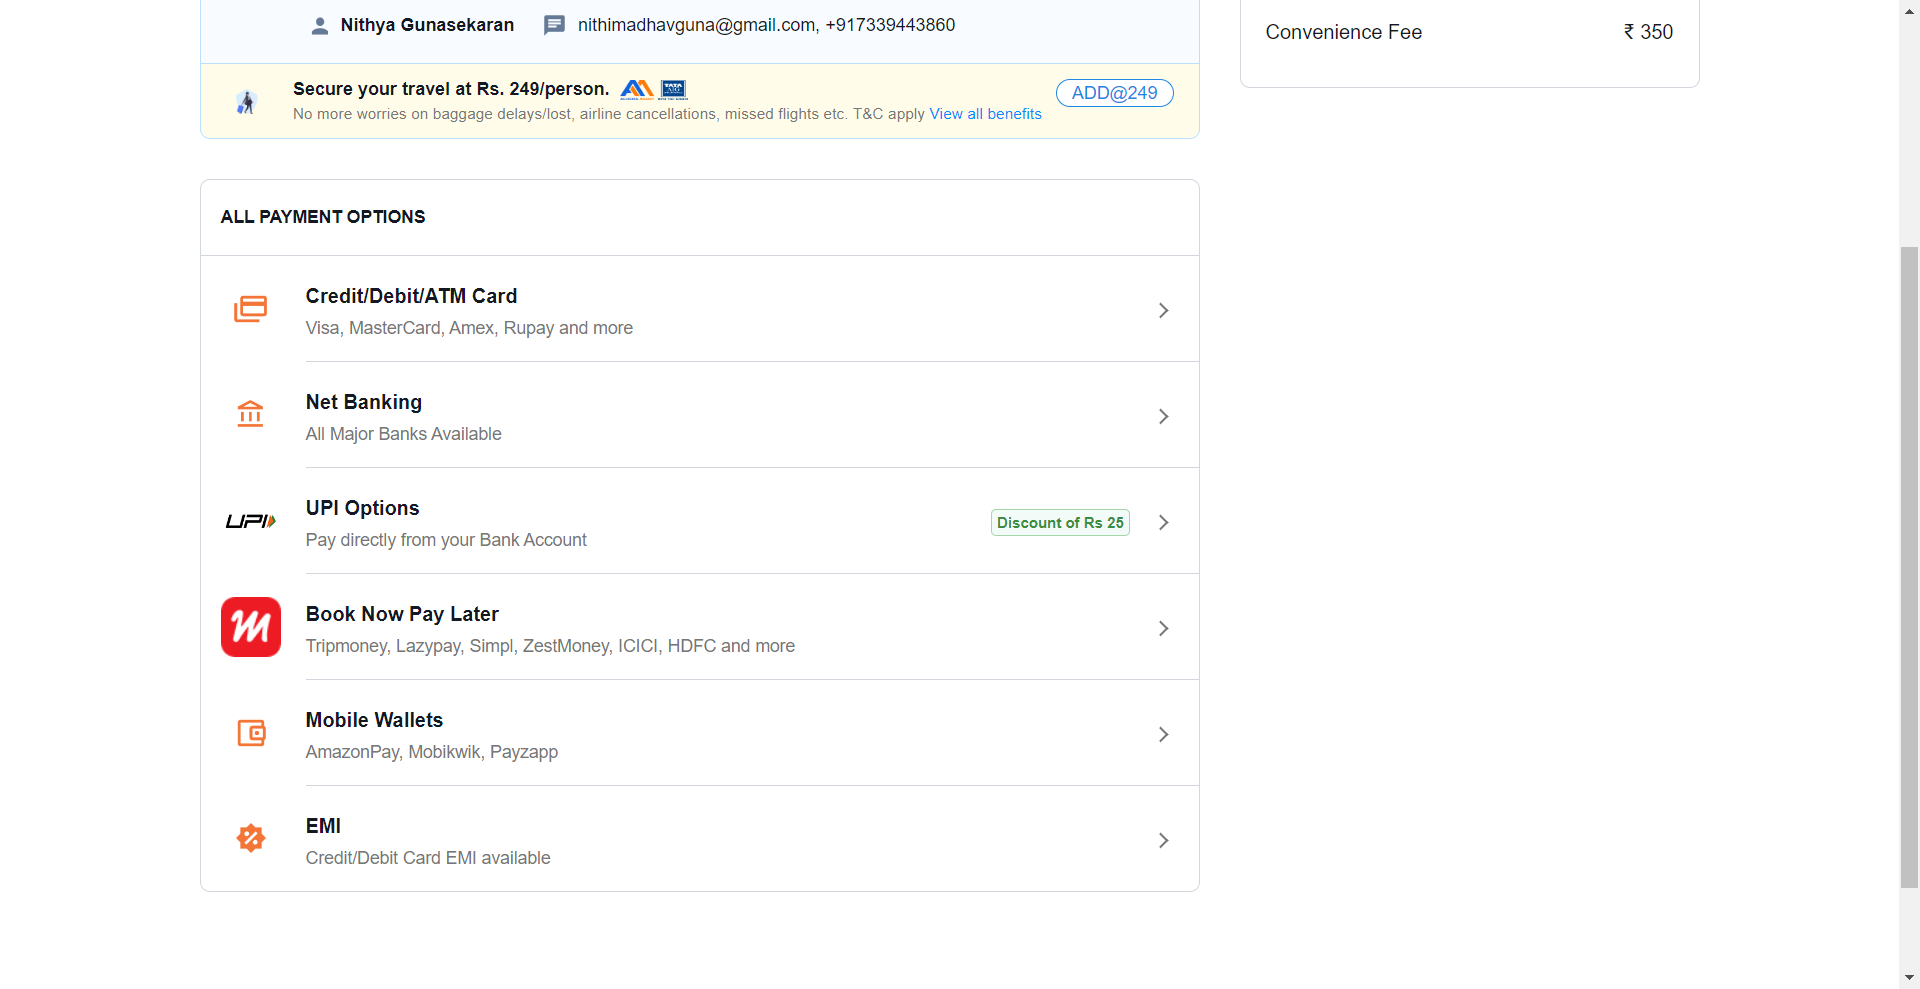 Nithya Gunasekaran nithimadhavguna@gmail.com, +917339443860
Convenience Fee ₹ 350
Secure your travel at Rs. 249/person.
TATA
AIG
ADD@249
No more worries on baggage delays/lost, airline cancellations, missed flights etc. T&C apply View all benefits
ALL PAYMENT OPTIONS
Credit/Debit/ATM Card
Visa, MasterCard, Amex, Rupay and more
Net Banking
All Major Banks Available
UPI
UPI Options
Pay directly from your Bank Account
Discount of Rs 25
m
Book Now Pay Later
Tripmoney, Lazypay, Simpl, ZestMoney, ICICI, HDFC and more
Mobile Wallets
AmazonPay, Mobikwik, Payzapp
EMI
Credit/Debit Card EMI available